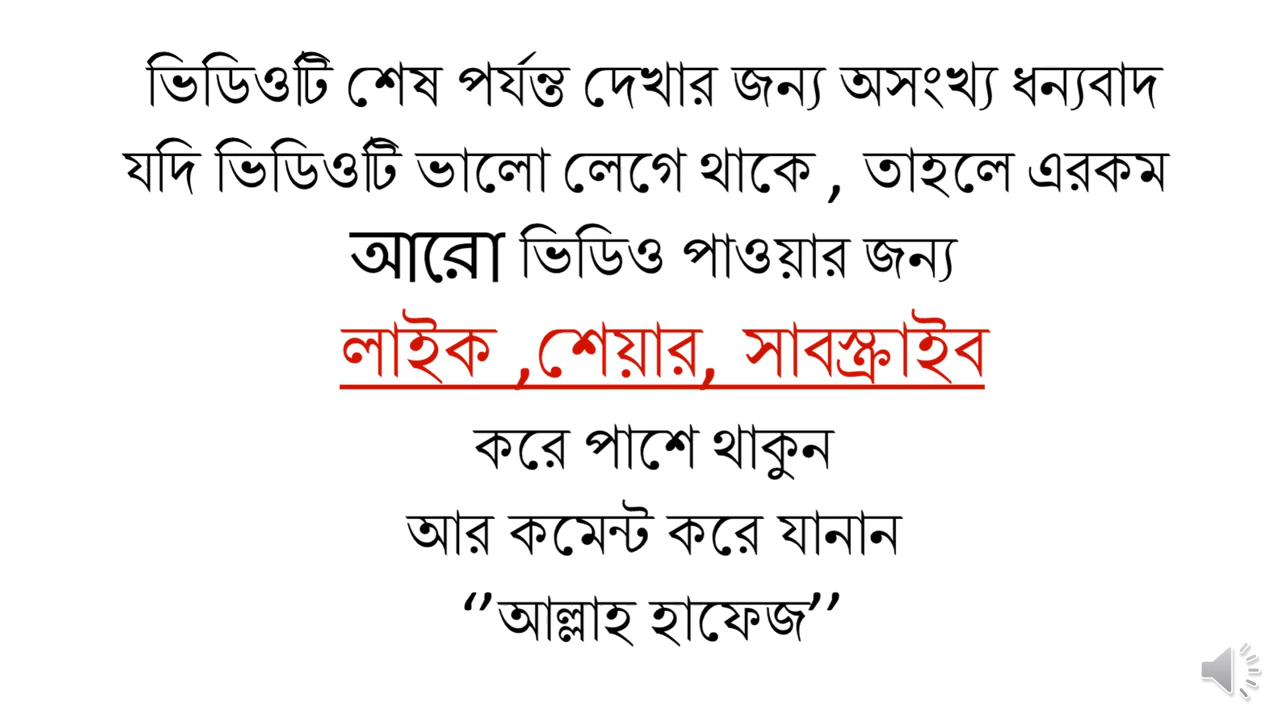 ভিডিওটি শেষ পর্যন্ত দেখার জন্য অসংখ্য ধন্যবাদ
যদি ভিডিওটি ভালো লেগে থাকে , তাহলে এরকম
আরো ভিডিও পাওয়ার জন্য
লাইক ,শেয়ার, সাবস্ক্রাইব
করে পাশে থাকুন
আর কমেন্ট করে যানান
‘’আল্লাহ হাফেজ’’